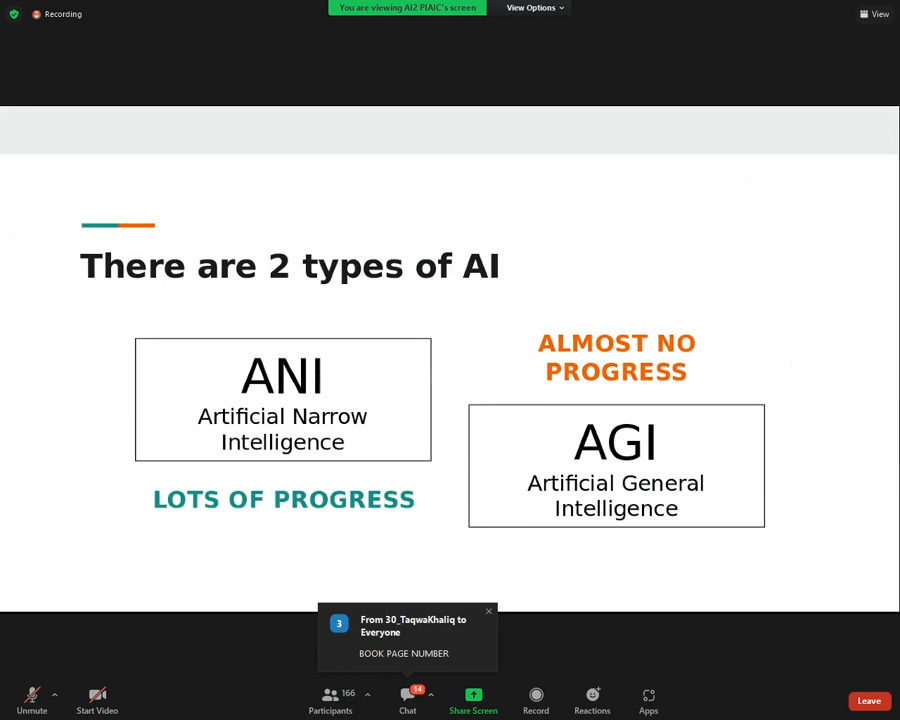 Recording
You are viewing AI2 PIAIC's screen
View Options
View
There are 2 types of AI
ANI
Artificial Narrow
Intelligence
LOTS OF PROGRESS
ALMOST NO
PROGRESS
AGI
Artificial General
Intelligence
3
From 30_TaqwaKhaliq to
Everyone
BOOK PAGE NUMBER
Unmute
Start Video
166
Participants
14
Chat
Share Screen
Record
Reactions
Apps
Leave